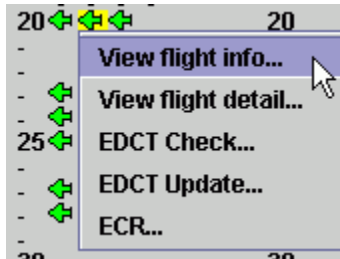 20 20
View flight info...
View flight detail...
25 EDCT Check...
EDCT Update...
ECR...